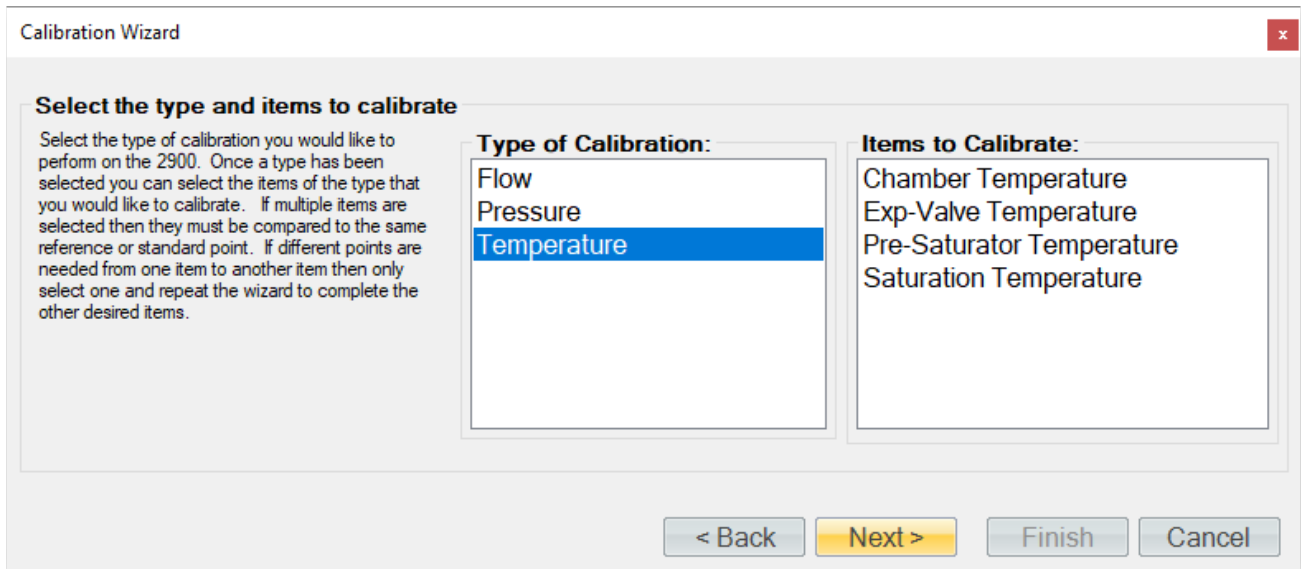 Calibration Wizard
x
Select the type and items to calibrate
Select the type of calibration you would like to
perform on the 2900.  Once a type has been
selected you can select the items of the type that
you would like to calibrate.   If multiple items are
selected then they must be compared to the same
reference or standard point.  If different points are
needed from one item to another item then only
select one and repeat the wizard to complete the
other desired items.
Type of Calibration:
Flow
Pressure
Temperature
Items to Calibrate:
Chamber Temperature
Exp-Valve Temperature
Pre-Saturator Temperature
Saturation Temperature
< Back
Next >
Finish
Cancel